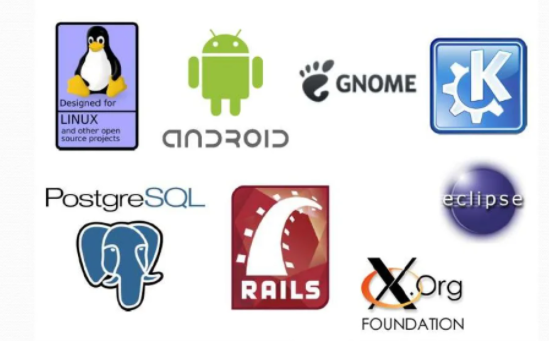 Designed for
LINUX
and other open
source projects
ANDROID
GNOME
K
PostgreSQL
RAILS
eclipse
X.Org
FOUNDATION